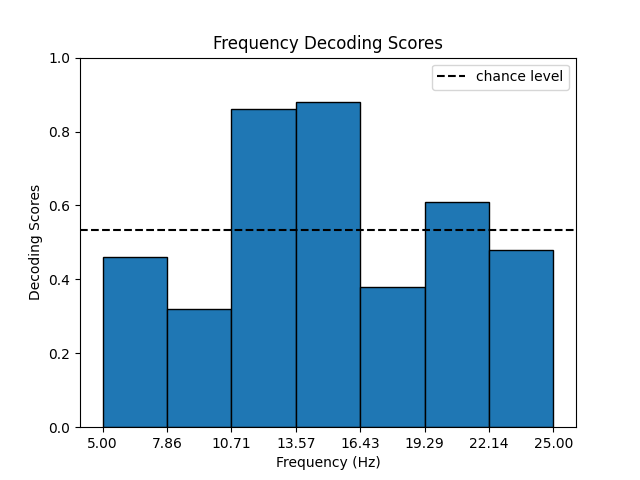 Frequency Decoding Scores
chance level
1.0
0.8
0.6
0.4
0.2
0.0
Decoding Scores
5.00 7.86 10.71 13.57 16.43 19.29 22.14 25.00
Frequency (Hz)